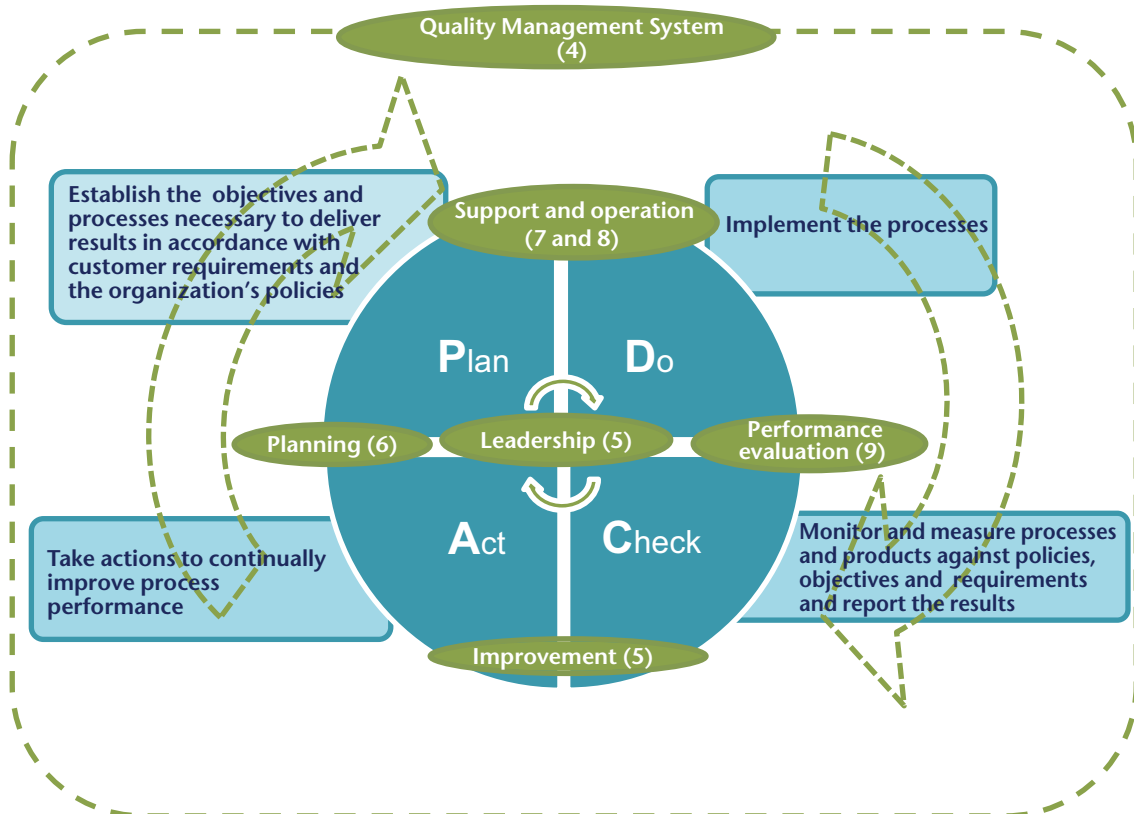 Quality Management System
(4)
Establish the objectives and
processes necessary to deliver
results in accordance with
customer requirements and
the organization’s policies
Support and operation
(7 and 8)
Implement the processes
Plan
Do
Planning (6)
Leadership (5)
Performance
evaluation (9)
Act
Check
Take actions to continually
improve process
performance
Monitor and measure processes
and products against policies,
objectives and requirements
and report the results
Improvement (5)